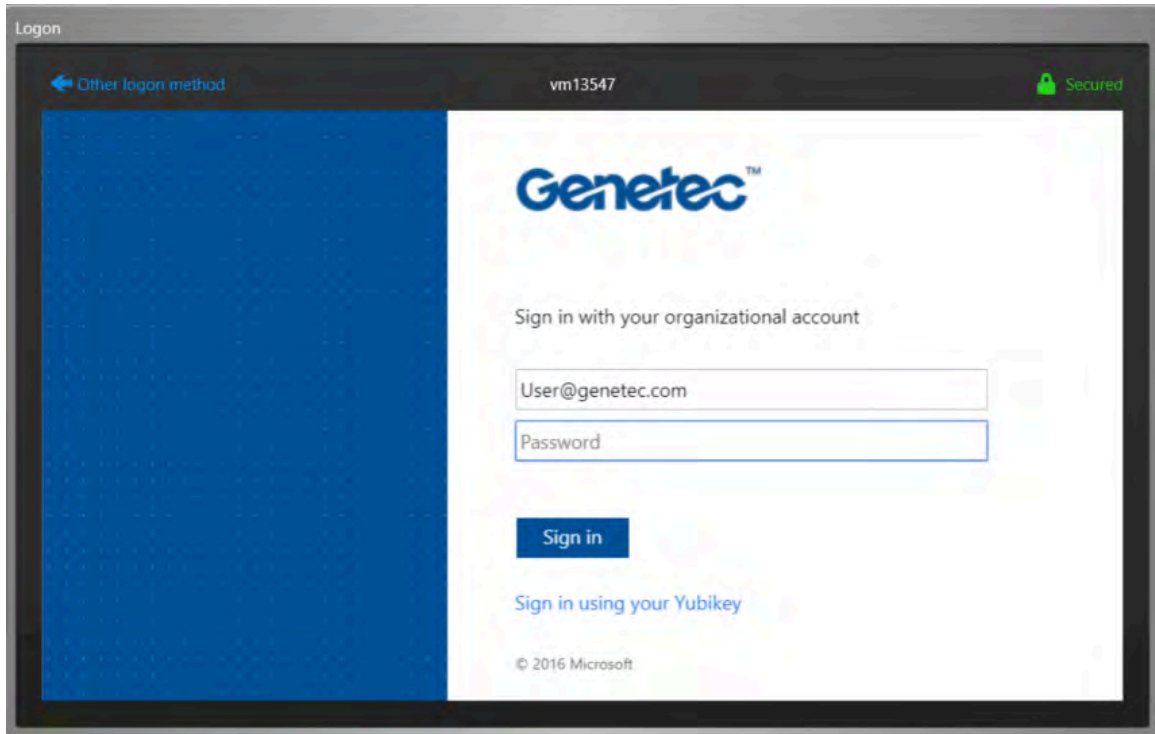 Logon
Other logon method
vm13547
Secured
Genetec™
Sign in with your organizational account
User@genetec.com
Password
Sign in
Sign in using your Yubikey
© 2016 Microsoft